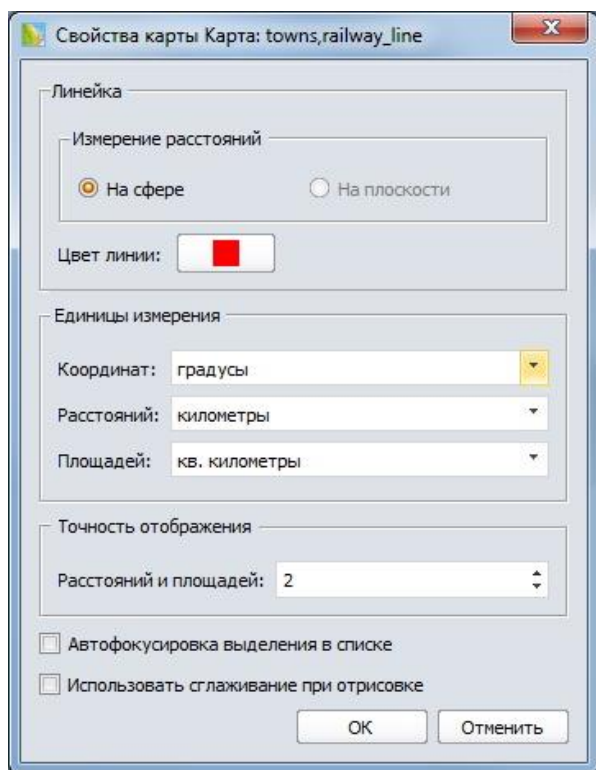 Свойства карты Карта: towns,railway_line
Линейка
Измерение расстояний
На сфере
На плоскости
Цвет линии:
Единицы измерения
Координат: градусы
Расстояний: километры
Площадей: кв. километры
Точность отображения
Расстояний и площадей: 2
Автофокусировка выделения в списке
Использовать сглаживание при отрисовке
ОК
Отменить